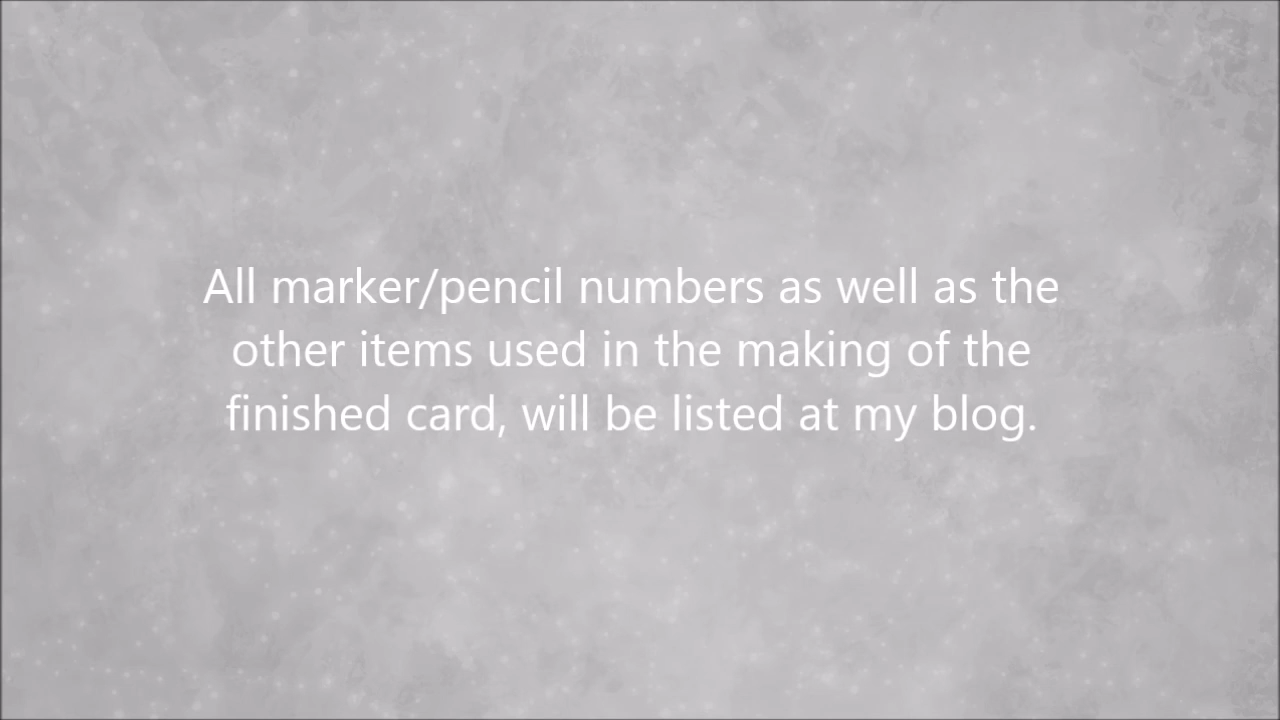 All marker/pencil numbers as well as the
other items used in the making of the
finished card, will be listed at my blog.